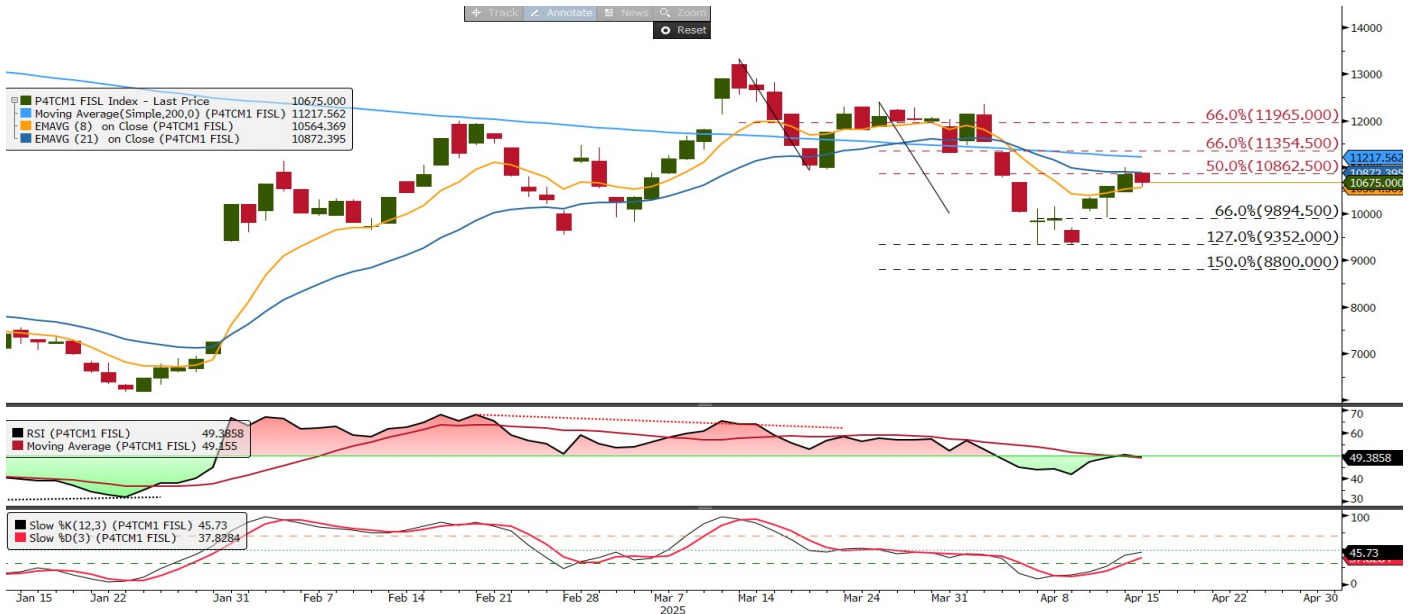 Track Annotate News Zoom
Reset
P4TCM1 FISL Index - Last Price 10675.000
Moving Average(Simple,200,0) (P4TCM1 FISL) 11217.562
EMAVG (8) on Close (P4TCM1 FISL) 10564.369
EMAVG (21) on Close (P4TCM1 FISL) 10872.395
14000
13000
12000
66.0%(11965.000)
66.0%(11354.500)
11217.562
50.0%(10862.500)
10872.395
10675.000
10000
66.0%(9894.500)
127.0%(9352.000)
9000
150.0%(8800.000)
8000
7000
RSI (P4TCM1 FISL) 49.3858
Moving Average (P4TCM1 FISL) 49.155
70
60
49.3858
40
30
Slow %K(12,3) (P4TCM1 FISL) 45.73
Slow %D(3) (P4TCM1 FISL) 37.8284
100
45.73
0
Jan 15 Jan 22 Jan 31 Feb 7 Feb 14 Feb 21 Feb 28 Mar 7 Mar 14 Mar 24 Mar 31 Apr 8 Apr 15 Apr 22 Apr 30
2025